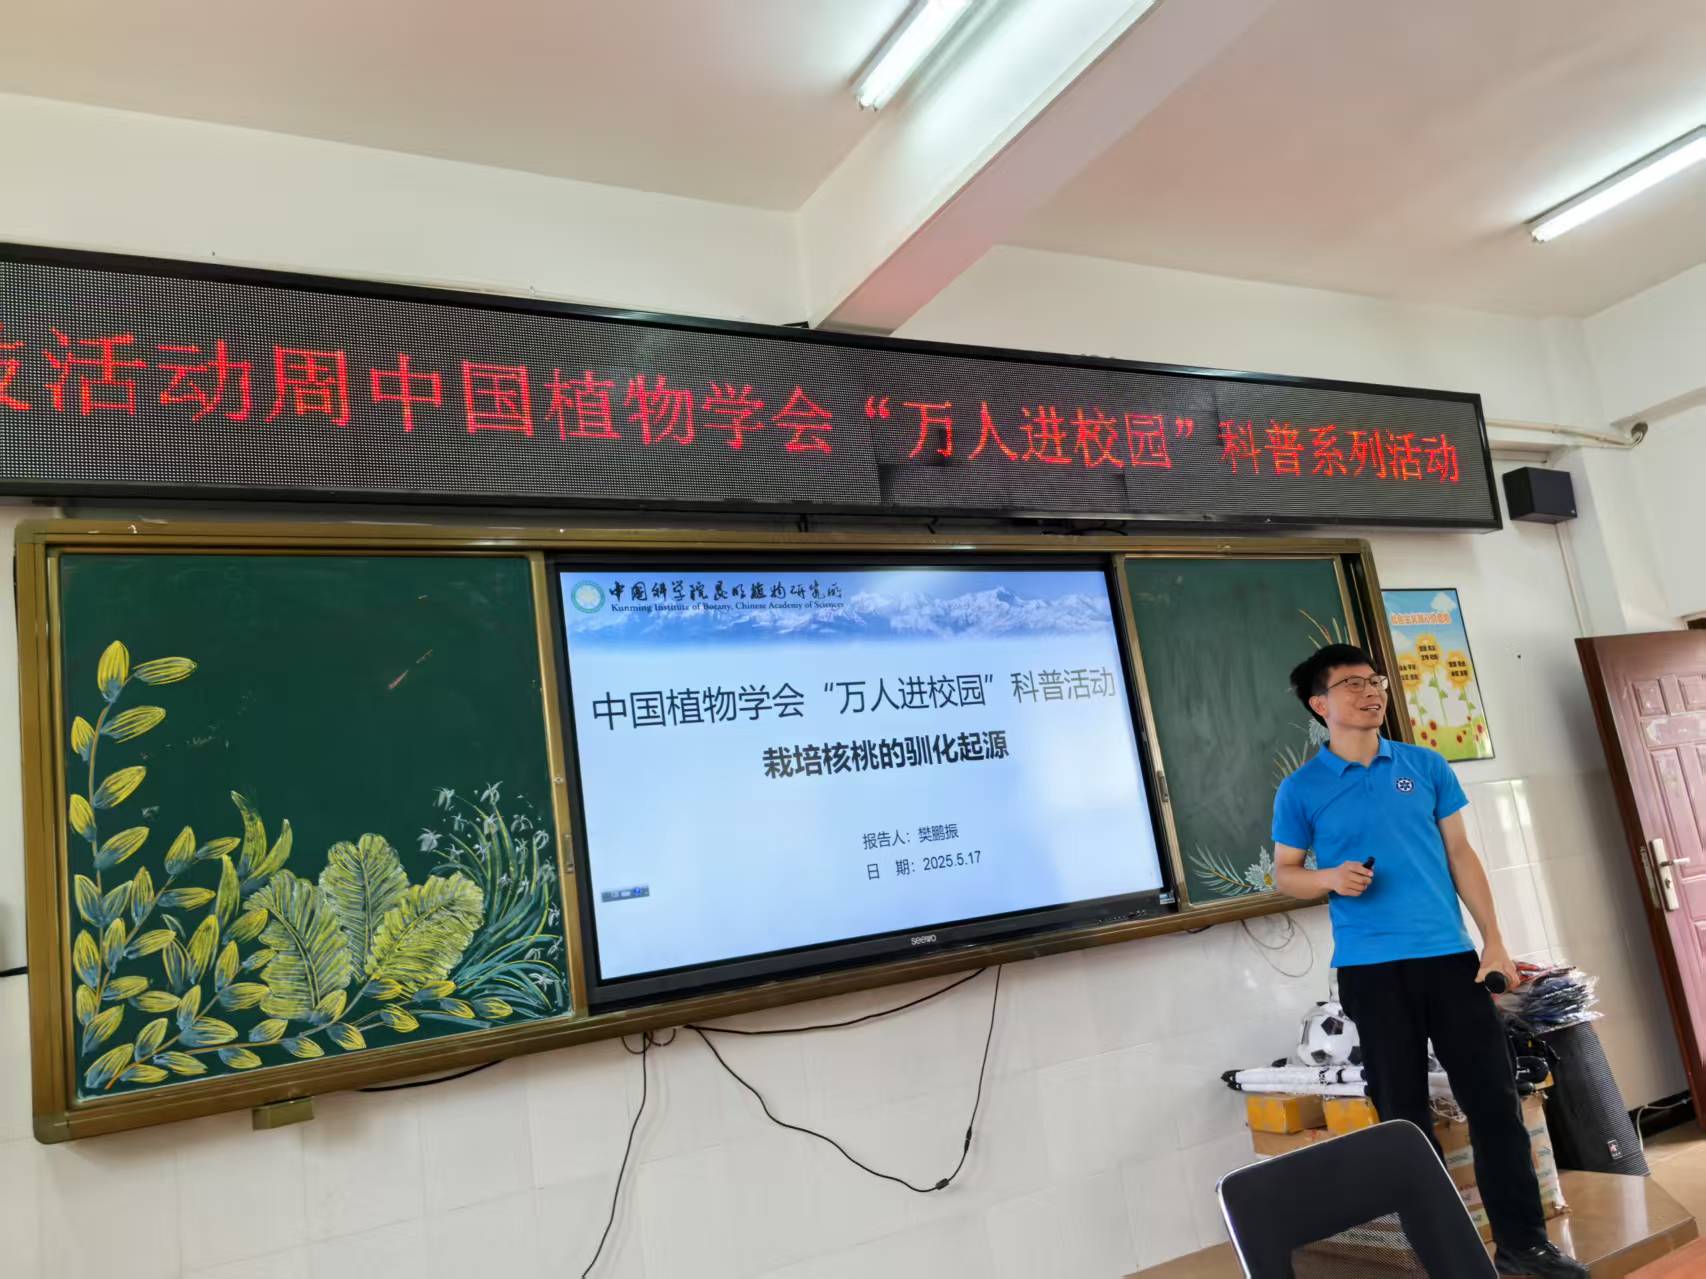 活动周中国植物学会“万人进校园”科普系列活动
中国科学院昆明植物研究所
Kunming Institute of Botany, Chinese Academy of Sciences
中国植物学会“万人进校园”科普活动
栽培核桃的驯化起源
报告人：樊鹏振
日 期：2025.5.17
seewo